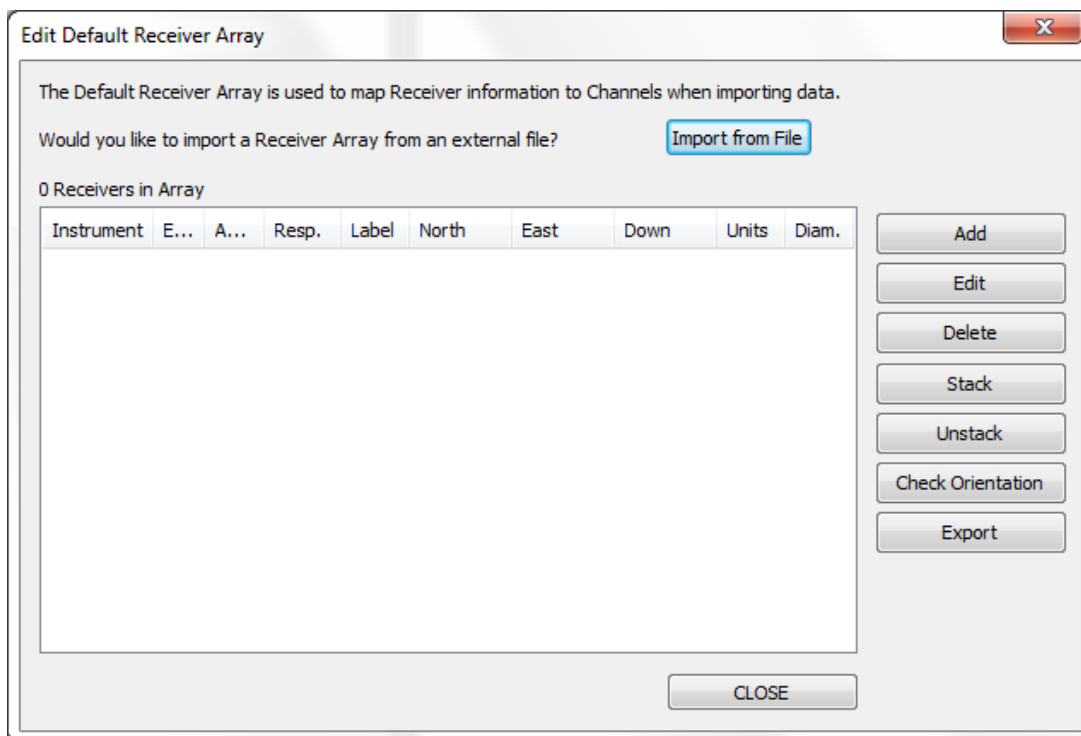 Edit Default Receiver Array
The Default Receiver Array is used to map Receiver information to Channels when importing data.
Would you like to import a Receiver Array from an external file? Import from File
0 Receivers in Array
Instrument E... A... Resp. Label North East Down Units Diam.
Add
Edit
Delete
Stack
Unstack
Check Orientation
Export
CLOSE